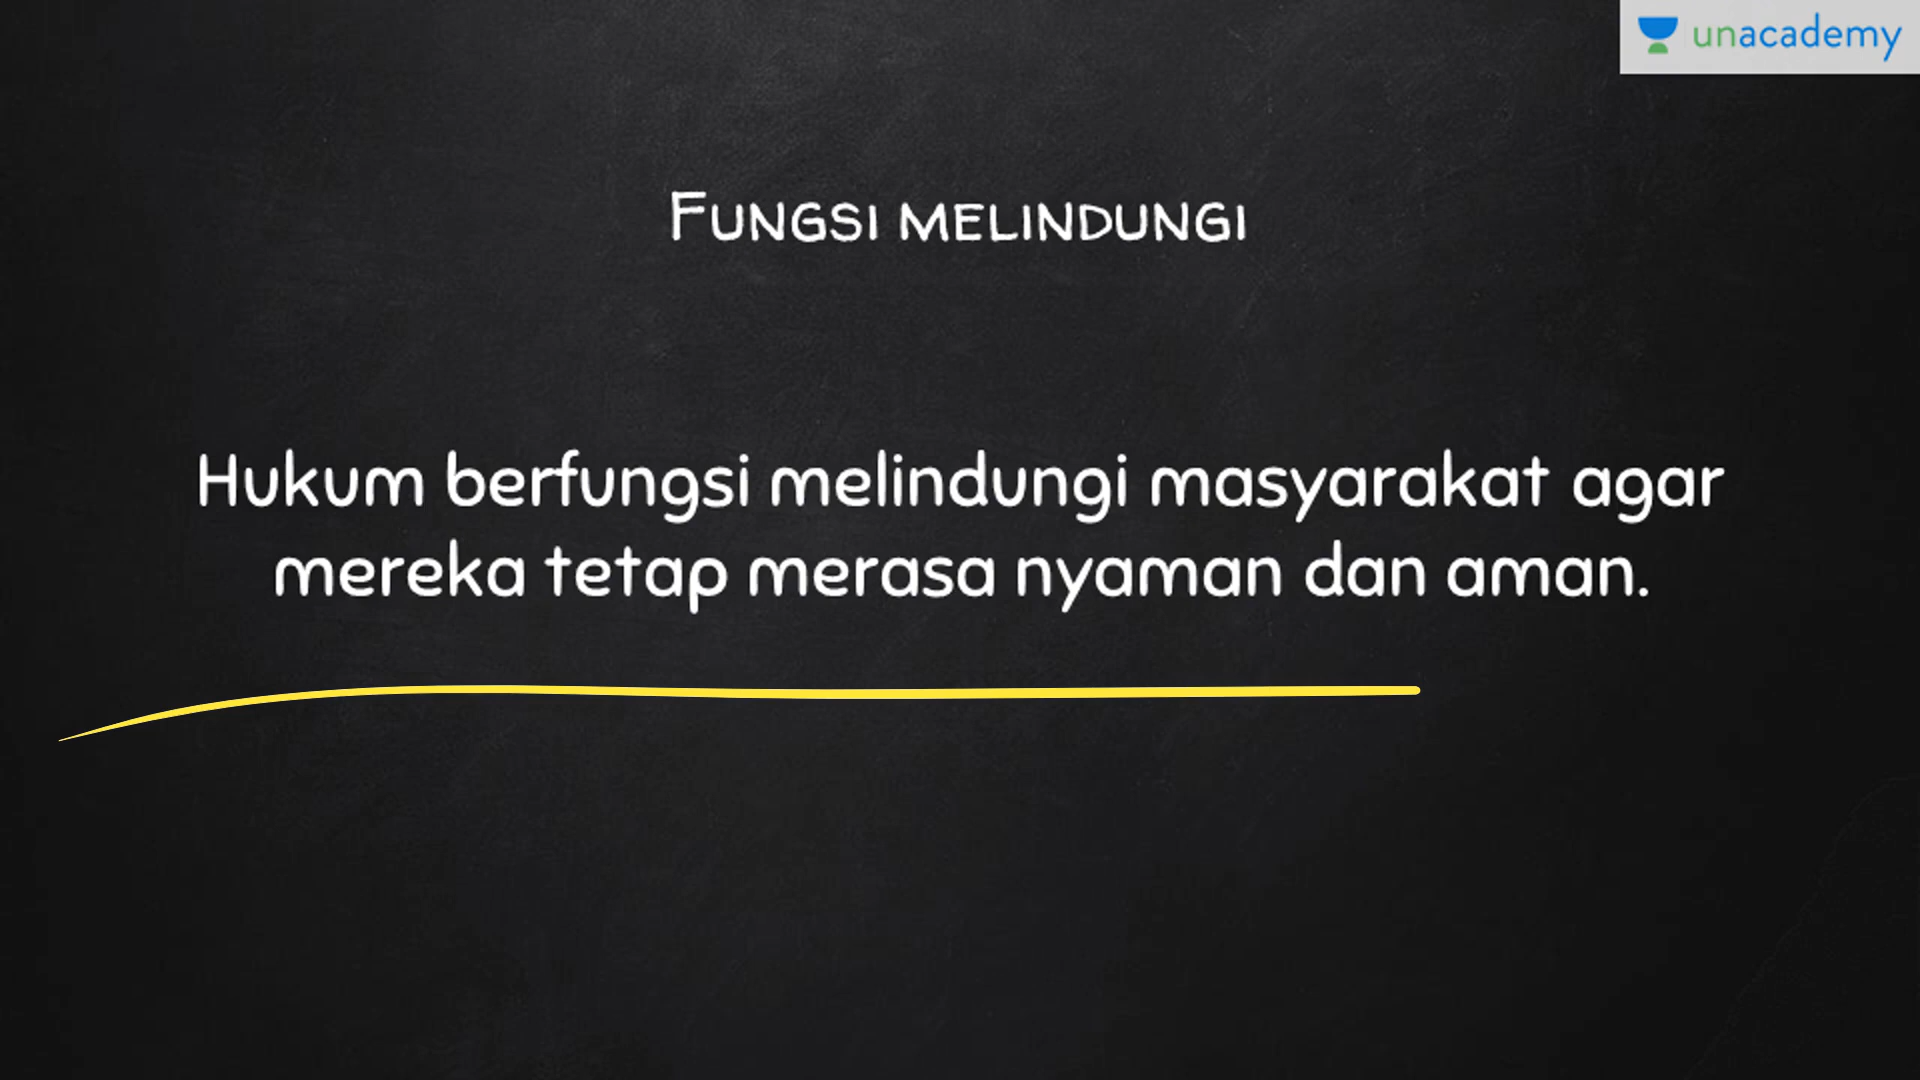 unacademy
Fungsi melindungi
Hukum berfungsi melindungi masyarakat agar
mereka tetap merasa nyaman dan aman.